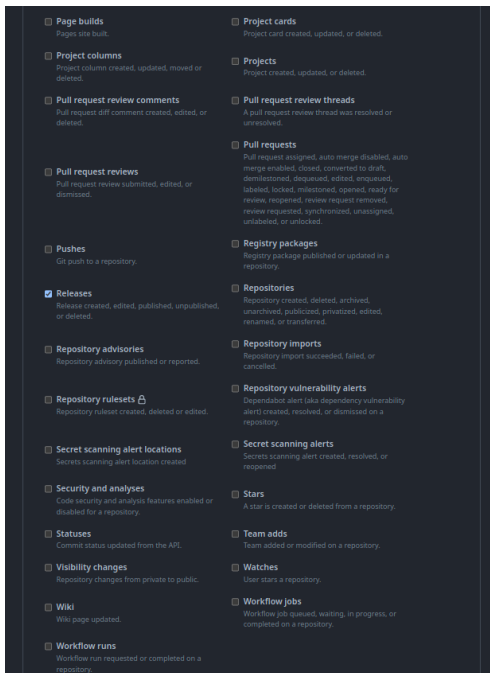 Page builds
Pages site built.
Project cards
Project card created, updated, or deleted.
Project columns
Project column created, updated, moved or
deleted.
Projects
Project created, updated, or deleted.
Pull request review comments
Pull request diff comment created, edited, or
deleted.
Pull request review threads
A pull request review thread was resolved or
unresolved.
Pull request reviews
Pull request review submitted, edited, or
dismissed.
Pull requests
Pull request assigned, auto merge disabled, auto
merge enabled, closed, converted to draft,
demilestoned, dequeued, edited, enqueued,
labeled, locked, milestoned, opened, ready for
review, reopened, review request removed,
review requested, synchronized, unassigned,
unlabeled, or unlocked.
Pushes
Git push to a repository.
Registry packages
Registry package published or updated in a
repository.
Releases
Release created, edited, published, unpublished,
or deleted.
Repositories
Repository created, deleted, archived,
unarchived, publicized, privatized, edited,
renamed, or transferred.
Repository advisories
Repository advisory published or reported.
Repository imports
Repository import succeeded, failed, or
cancelled.
Repository rulesets
Repository ruleset created, deleted or edited.
Repository vulnerability alerts
Dependabot alert (aka dependency vulnerability
alert) created, resolved, or dismissed on a
repository.
Secret scanning alert locations
Secrets scanning alert location created
Secret scanning alerts
Secrets scanning alert created, resolved, or
reopened
Security and analyses
Code security and analysis features enabled or
disabled for a repository.
Stars
A star is created or deleted from a repository.
Statuses
Commit status updated from the API.
Team adds
Team added or modified on a repository.
Visibility changes
Repository changes from private to public.
Watches
User stars a repository.
Wiki
Wiki page updated.
Workflow jobs
Workflow job queued, waiting, in progress, or
completed on a repository.
Workflow runs
Workflow run requested or completed on a
repository.